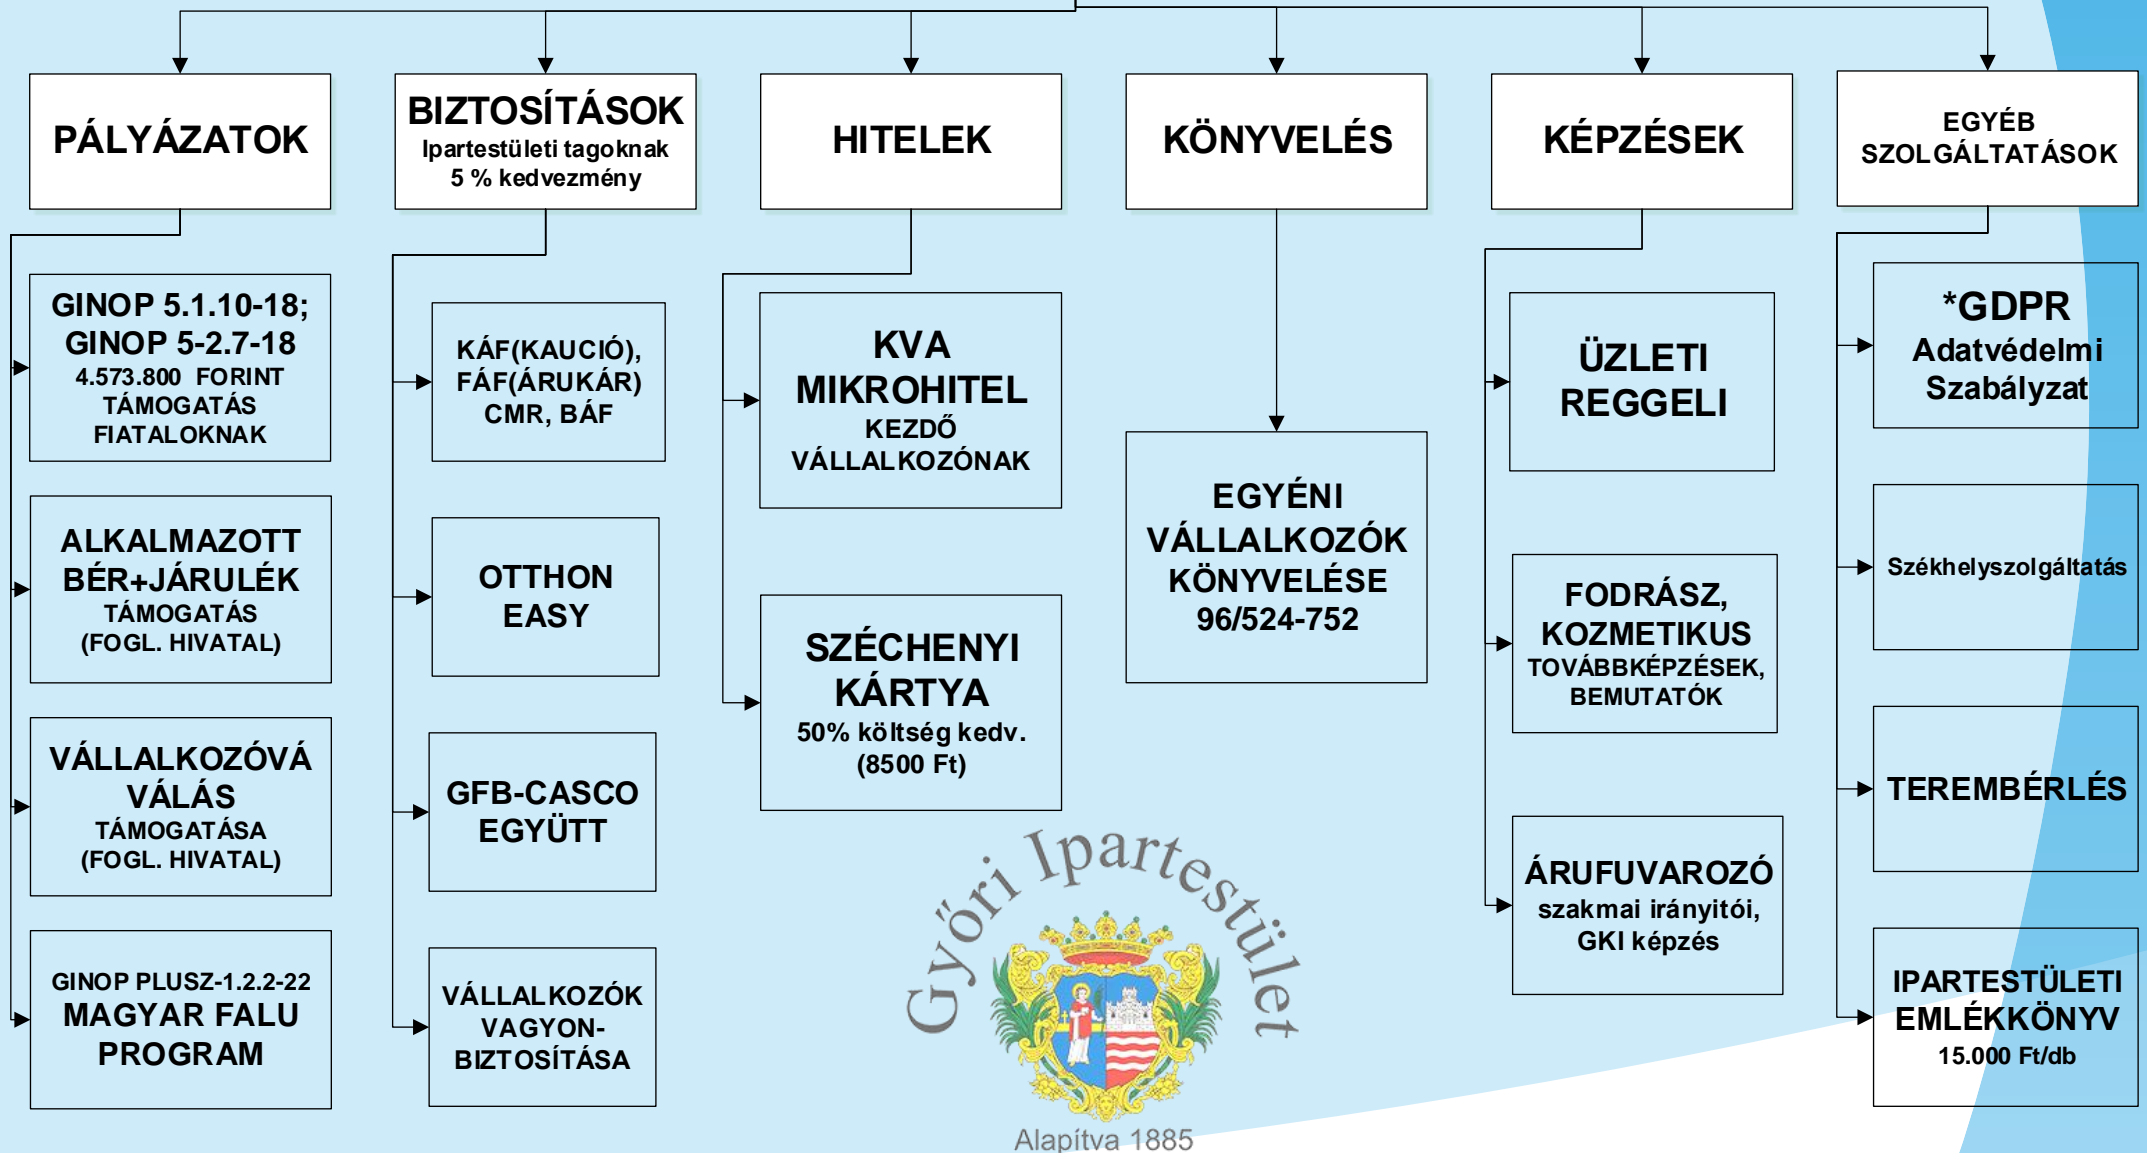 PÁLYÁZATOK
BIZTOSÍTÁSOK
Ipartestületi tagoknak
5 % kedvezmény
HITELEK
KÖNYVELÉS
KÉPZÉSEK
EGYÉB
SZOLGÁLTATÁSOK
GINOP 5.1.10-18;
GINOP 5-2.7-18
4.573.800 FORINT
TÁMOGATÁS
FIATALOKNAK
ALKALMAZOTT
BÉR+JÁRULÉK
TÁMOGATÁS
(FOGL. HIVATAL)
VÁLLALKOZÓVÁ
VÁLÁS
TÁMOGATÁSA
(FOGL. HIVATAL)
GINOP PLUSZ-1.2.2-22
MAGYAR FALU
PROGRAM
KÁF(KAUCIÓ),
FÁF(ÁRUKÁR)
CMR, BÁF
OTTHON
EASY
GFB-CASCO
EGYÜTT
VÁLLALKOZÓK
VAGYON-
BIZTOSÍTÁSA
KVA
MIKROHITEL
KEZDŐ
VÁLLALKOZÓNAK
SZÉCHENYI
KÁRTYA
50% költség kedv.
(8500 Ft)
EGYÉNI
VÁLLALKOZÓK
KÖNYVELÉSE
96/524-752
ÜZLETI
REGGELI
FODRÁSZ,
KOZMETIKUS
TOVÁBBKÉPZÉSEK,
BEMUTATÓK
ÁRUFUVAROZÓ
szakmai irányitói,
GKI képzés
*GDPR
Adatvédelmi
Szabályzat
Székhelyszolgáltatás
TEREMBÉRLÉS
IPARTESTÜLETI
EMLÉKKÖNYV
15.000 Ft/db
Győri Ipartestület
Alapítva 1885